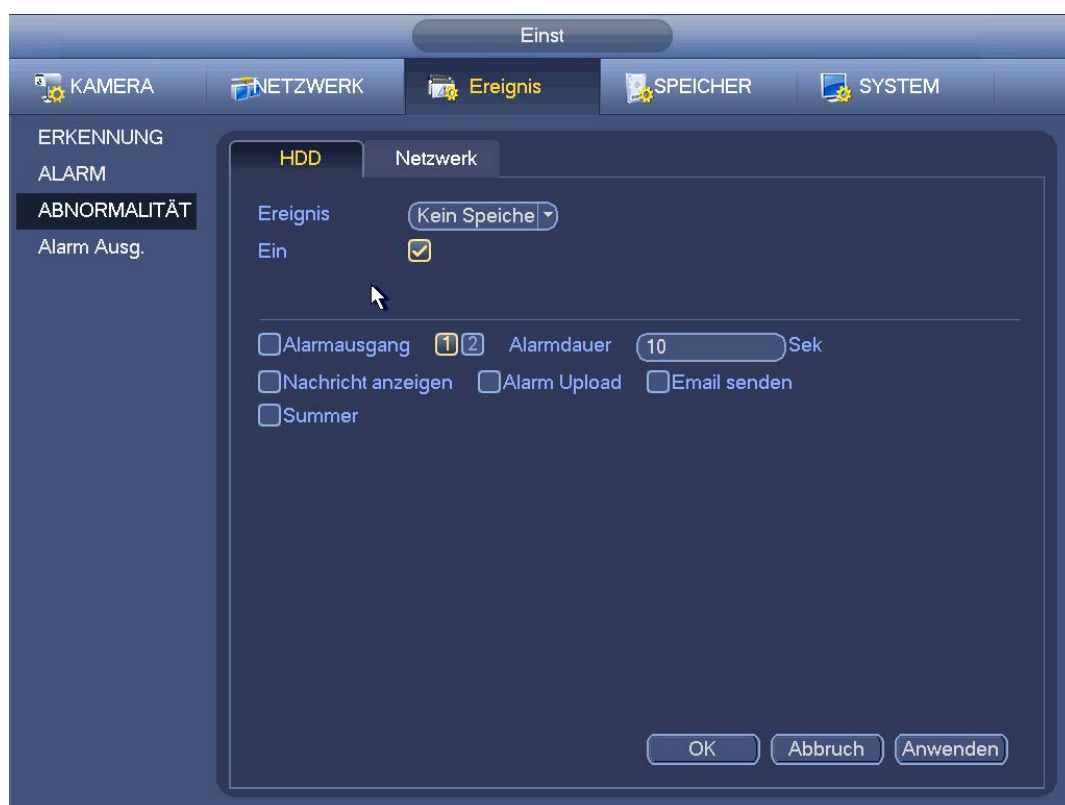 Einst
KAMERA NETZWERK Ereignis SPEICHER SYSTEM
ERKENNUNG
ALARM
ABNORMALITÄT
Alarm Ausg.
HDD Netzwerk
Ereignis Kein Speiche
Ein
Alarmausgang 1 2 Alarmdauer 10 Sek
Nachricht anzeigen Alarm Upload Email senden
Summer
OK Abbruch Anwenden